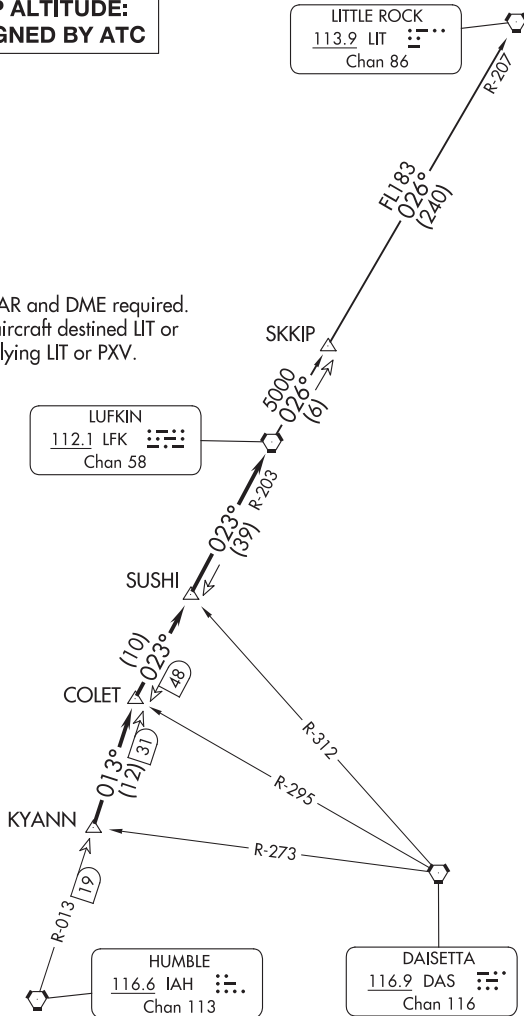 P ALTITUDE:
GNED BY ATC
LITTLE ROCK
113.9 LIT
Chan 86
R-207
FL183
026°
(240)
AR and DME required.
aircraft destined LIT or
lying LIT or PXV.
SKKIP
5000
026°
(6)
LUFKIN
112.1 LFK
Chan 58
R-203
023°
(39)
SUSHI
(10)
023°
48
COLET
31
013°
(12)
R-312
R-295
KYANN
R-273
19
R-013
HUMBLE
116.6 IAH
Chan 113
DAISETTA
116.9 DAS
Chan 116